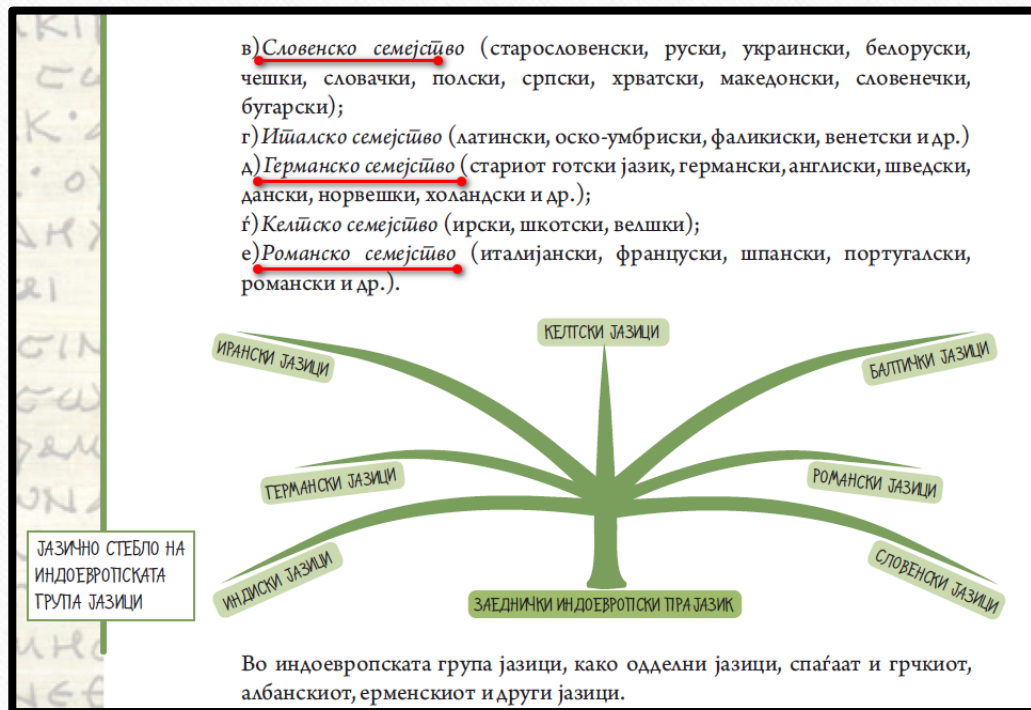 в) Словенско семејство (старословенски, руски, украински, белоруски,
чешки, словачки, полски, српски, хрватски, македонски, словенечки,
бугарски);
г) Италско семејство (латински, оско-умбриски, фаликиски, венетски и др.)
д) Германско семејство (стариот готски јазик, германски, англиски, шведски,
дански, норвешки, холандски и др.);
ѓ) Келтско семејство (ирски, шкотски, велшки);
е) Романско семејство (италијански, француски, шпански, португалски,
романски и др.).
КЕЛТСКИ ЈАЗИЦИ
ИРАНСКИ ЈАЗИЦИ
БАЛТИЧКИ ЈАЗИЦИ
ГЕРМАНСКИ ЈАЗИЦИ
РОМАНСКИ ЈАЗИЦИ
ИНДИСКИ ЈАЗИЦИ
СЛОВЕНСКИ ЈАЗИЦИ
ЗАЕДНИЧКИ ИНДОЕВРОПСКИ ПРАЈАЗИК
ЈАЗИЧНО СТЕБЛО НА
ИНДОЕВРОПСКАТА
ГРУПА ЈАЗИЦИ
Во индоевропската група јазици, како одделни јазици, спаѓаат и грчкиот,
албанскиот, ерменскиот и други јазици.